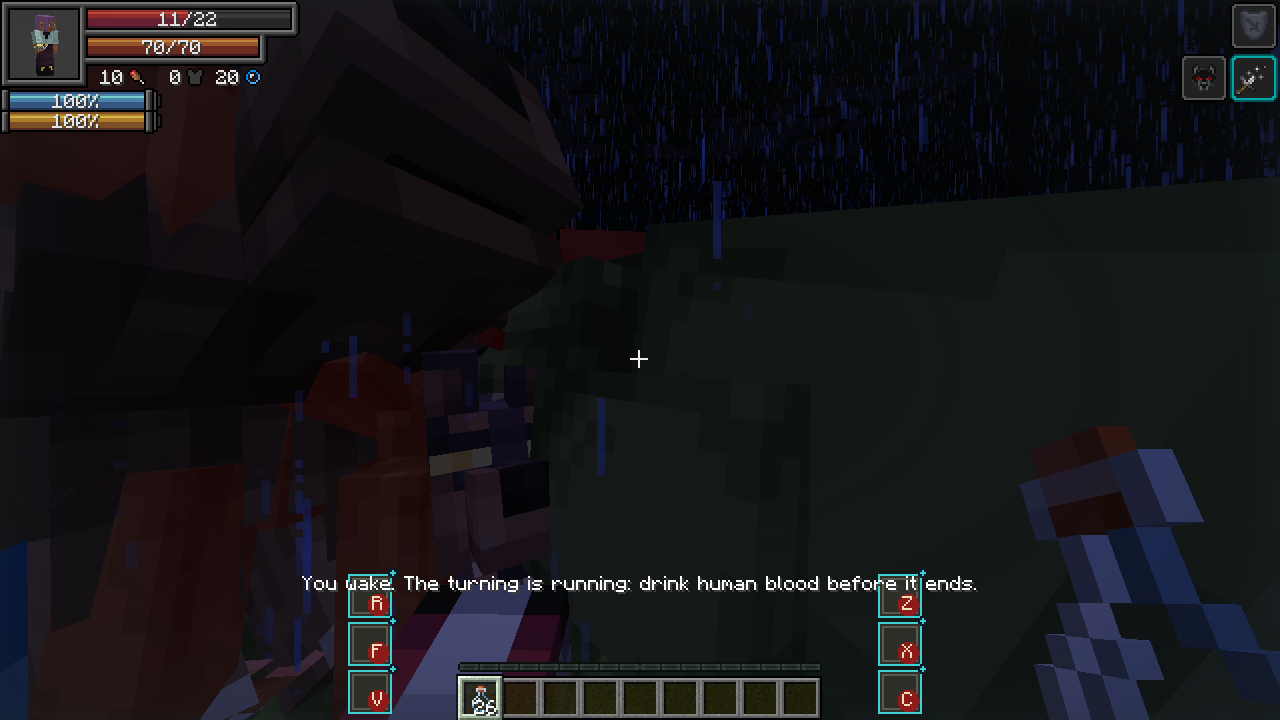 11/22
70/70
10 0 20
100%
100%
You wake. The turning is running: drink human blood before it ends.
R
Z
F
X
V
C
26